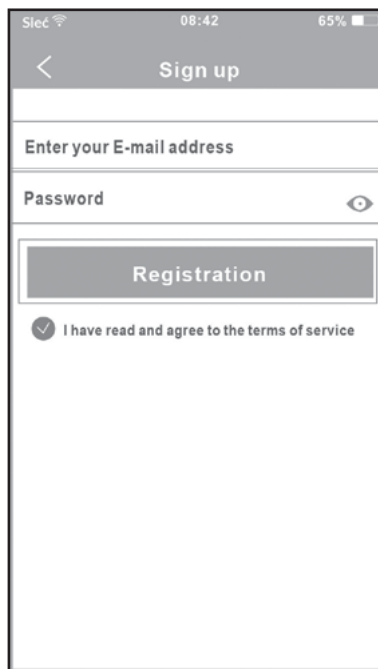 Sieć 08:42 65%
Sign up
Enter your E-mail address
Password
Registration
I have read and agree to the terms of service